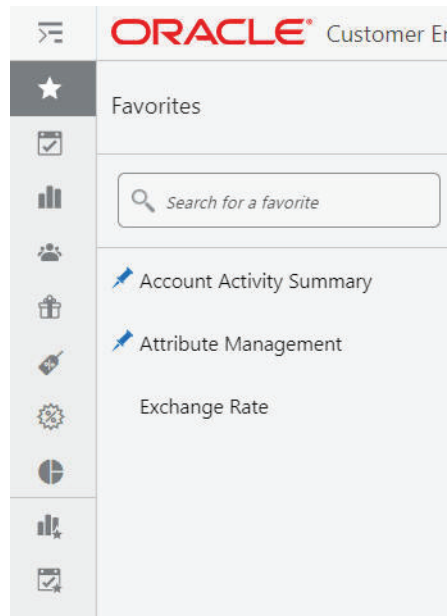 ORACLE® Customer
Favorites
Search for a favorite
Account Activity Summary
Attribute Management
Exchange Rate